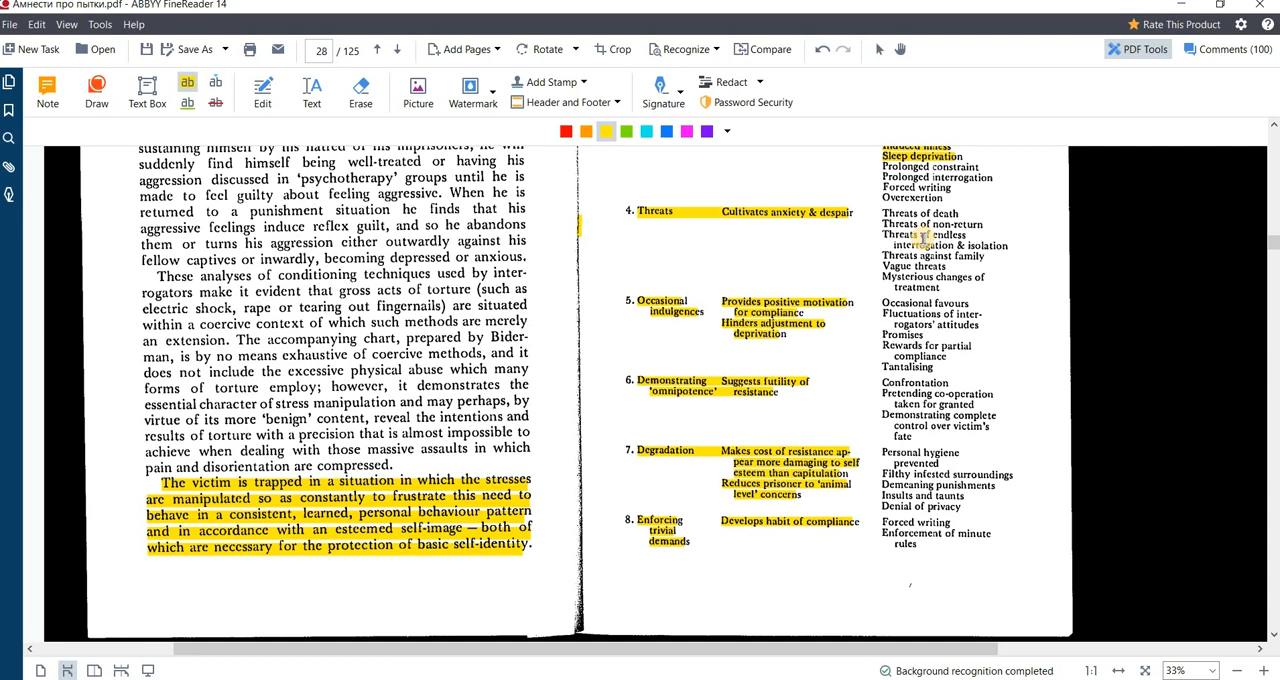 Амнести про пытки.pdf - ABBYY FineReader 14
File Edit View Tools Help
Rate This Product
New Task Open Save As 28 / 125 Add Pages Rotate Crop Recognize Compare PDF Tools Comments (100)
Note Draw Text Box Edit Text Erase Picture Watermark Add Stamp Header and Footer Signature Redact Password Security
sustaining himself by his hatred of his imprisoners, he will
suddenly find himself being well-treated or having his
aggression discussed in ‘psychotherapy’ groups until he is
made to feel guilty about feeling aggressive. When he is
returned to a punishment situation he finds that his
aggressive feelings induce reflex guilt, and so he abandons
them or turns his aggression either outwardly against his
fellow captives or inwardly, becoming depressed or anxious.
These analyses of conditioning techniques used by inter-
rogators make it evident that gross acts of torture (such as
electric shock, rape or tearing out fingernails) are situated
within a coercive context of which such methods are merely
an extension. The accompanying chart, prepared by Bider-
man, is by no means exhaustive of coercive methods, and it
does not include the excessive physical abuse which many
forms of torture employ; however, it demonstrates the
essential character of stress manipulation and may perhaps, by
virtue of its more ‘benign’ content, reveal the intentions and
results of torture with a precision that is almost impossible to
achieve when dealing with those massive assaults in which
pain and disorientation are compressed.
The victim is trapped in a situation in which the stresses
are manipulated so as constantly to frustrate this need to
behave in a consistent, learned, personal behaviour pattern
and in accordance with an esteemed self-image — both of
which are necessary for the protection of basic self-identity.
Induced illness
Sleep deprivation
Prolonged constraint
Prolonged interrogation
Forced writing
Overexertion
4. Threats Cultivates anxiety & despair
Threats of death
Threats of non-return
Threats of endless
interrogation & isolation
Threats against family
Vague threats
Mysterious changes of
treatment
5. Occasional
indulgences
Provides positive motivation
for compliance
Hinders adjustment to
deprivation
Occasional favours
Fluctuations of inter-
rogators’ attitudes
Promises
Rewards for partial
compliance
Tantalising
6. Demonstrating
‘omnipotence’
Suggests futility of
resistance
Confrontation
Pretending co-operation
taken for granted
Demonstrating complete
control over victim’s
fate
7. Degradation
Makes cost of resistance ap-
pear more damaging to self
esteem than capitulation
Reduces prisoner to ‘animal
level’ concerns
Personal hygiene
prevented
Filthy infested surroundings
Demeaning punishments
Insults and taunts
Denial of privacy
8. Enforcing
trivial
demands
Develops habit of compliance
Forced writing
Enforcement of minute
rules
Background recognition completed 1:1 33%